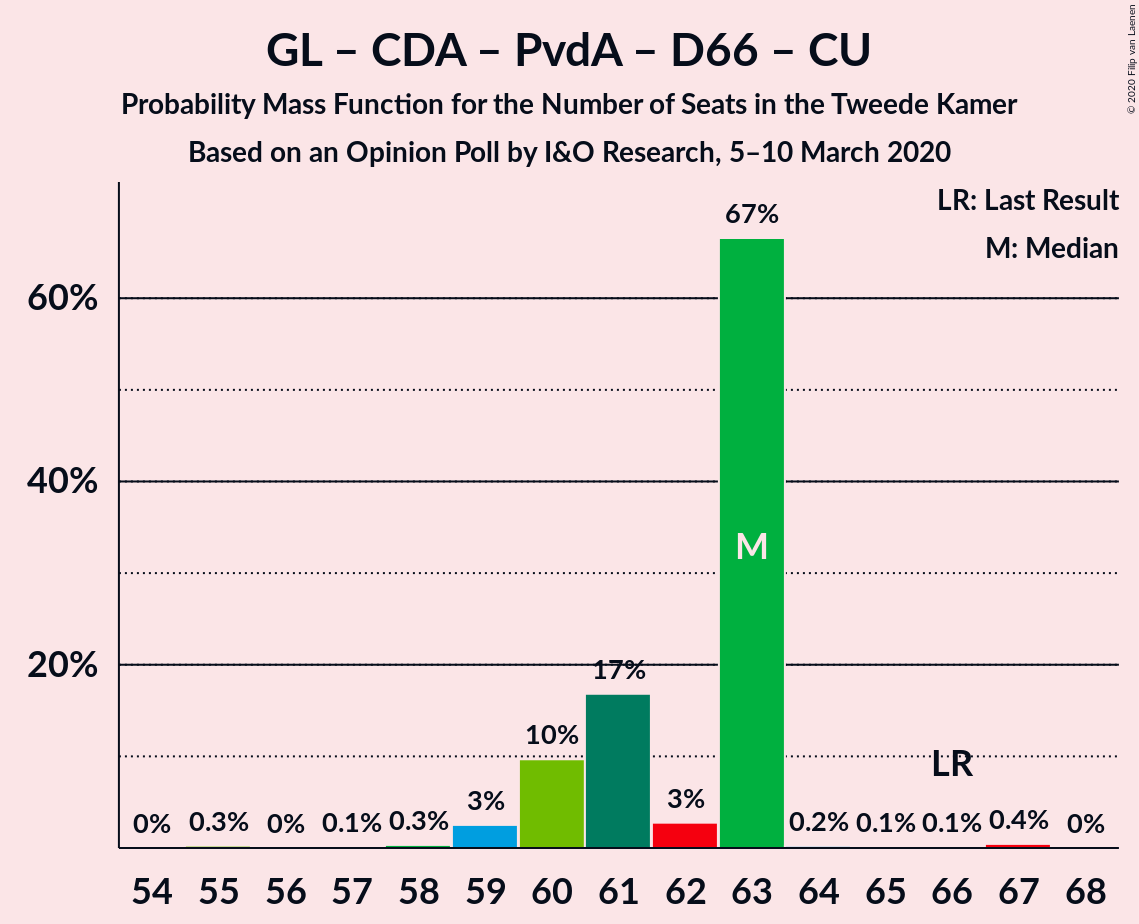 GL – CDA – PvdA – D66 – CU
Probability Mass Function for the Number of Seats in the Tweede Kamer
Based on an Opinion Poll by I&O Research, 5–10 March 2020
© 2020 Filip van Laenen
LR: Last Result
M: Median
67%
60%
M
40%
20%
17%
10%
LR
3%
3%
0% 0.3% 0% 0.1% 0.3% 0.2% 0.1% 0.1% 0.4% 0%
54 55 56 57 58 59 60 61 62 63 64 65 66 67 68